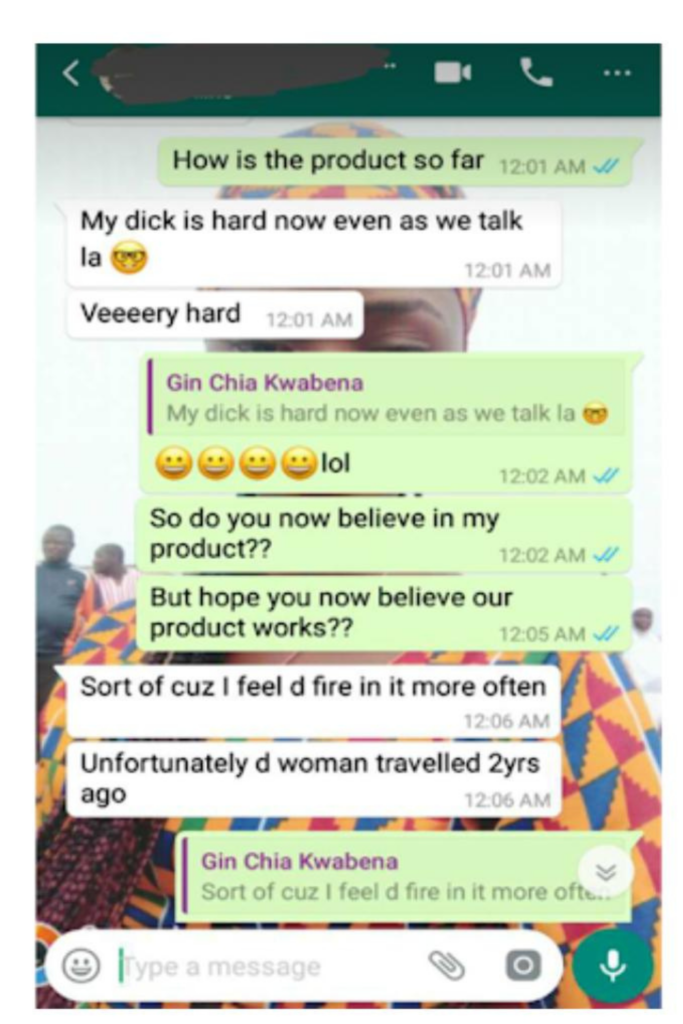 How is the product so far 12:01 AM
My dick is hard now even as we talk
la 🤓 12:01 AM
Veeeery hard 12:01 AM
Gin Chia Kwabena
My dick is hard now even as we talk la 🤓
😀😀😀😀lol 12:02 AM
So do you now believe in my
product?? 12:02 AM
But hope you now believe our
product works?? 12:05 AM
Sort of cuz I feel d fire in it more often
12:06 AM
Unfortunately d woman travelled 2yrs
ago 12:06 AM
Gin Chia Kwabena
Sort of cuz I feel d fire in it more often
Type a message